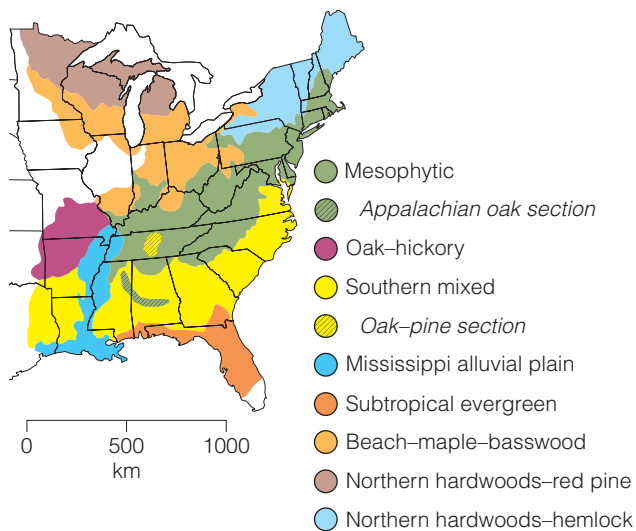 Mesophytic
Appalachian oak section
Oak–hickory
Southern mixed
Oak–pine section
Mississippi alluvial plain
Subtropical evergreen
Beach–maple–basswood
Northern hardwoods–red pine
Northern hardwoods–hemlock
0 500 1000
km